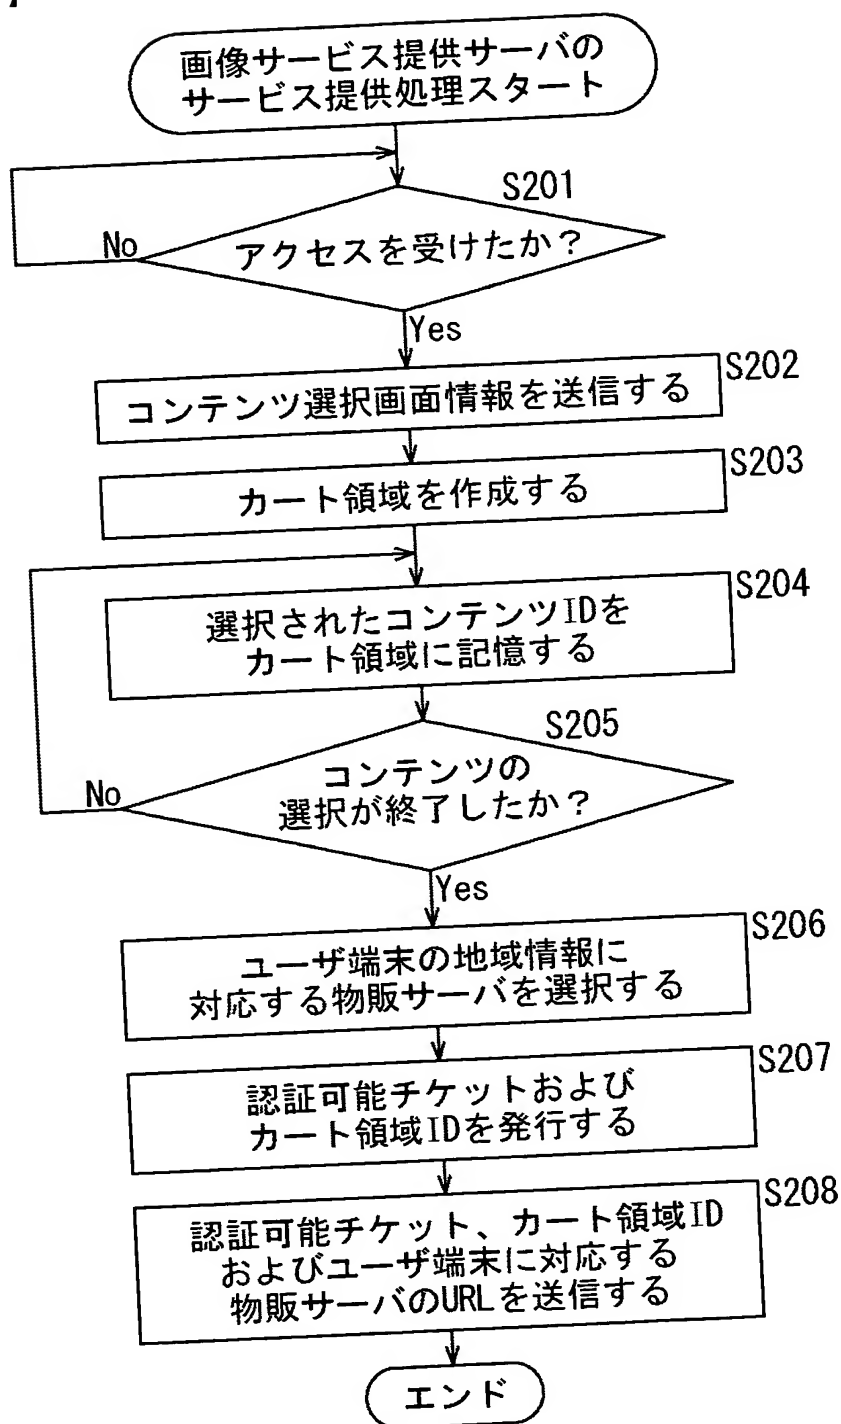 画像サービス提供サーバの
サービス提供処理スタート
S201
No
アクセスを受けたか？
Yes
S202
コンテンツ選択画面情報を送信する
S203
カート領域を作成する
S204
選択されたコンテンツIDを
カート領域に記憶する
S205
コンテンツの
No
選択が終了したか？
Yes
S206
ユーザ端末の地域情報に
対応する物販サーバを選択する
S207
認証可能チケットおよび
カート領域IDを発行する
S208
認証可能チケット、カート領域ID
およびユーザ端末に対応する
物販サーバのURLを送信する
エンド